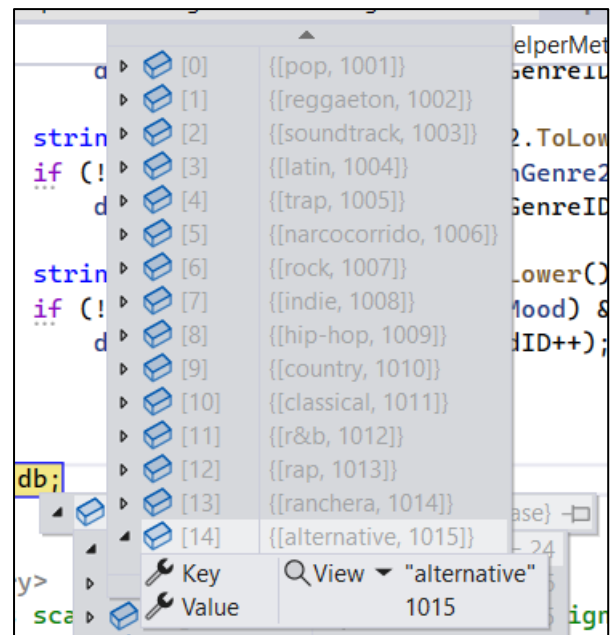 elperMet
[0] {[pop, 1001]}
GenreID
[1] {[reggaeton, 1002]}
strin [2] {[soundtrack, 1003]} 2.ToLow
if (! [3] {[latin, 1004]} nGenre2
d [4] {[trap, 1005]} GenreID
[5] {[narcocorrido, 1006]}
strin [6] {[rock, 1007]} Lower()
if (! [7] {[indie, 1008]} Mood) &
d [8] {[hip-hop, 1009]} dID++);
[9] {[country, 1010]}
[10] {[classical, 1011]}
[11] {[r&b, 1012]}
db; [12] {[rap, 1013]}
[13] {[ranchera, 1014]} ase}
[14] {[alternative, 1015]} 24
y> Key View "alternative"
sca Value 1015 ign